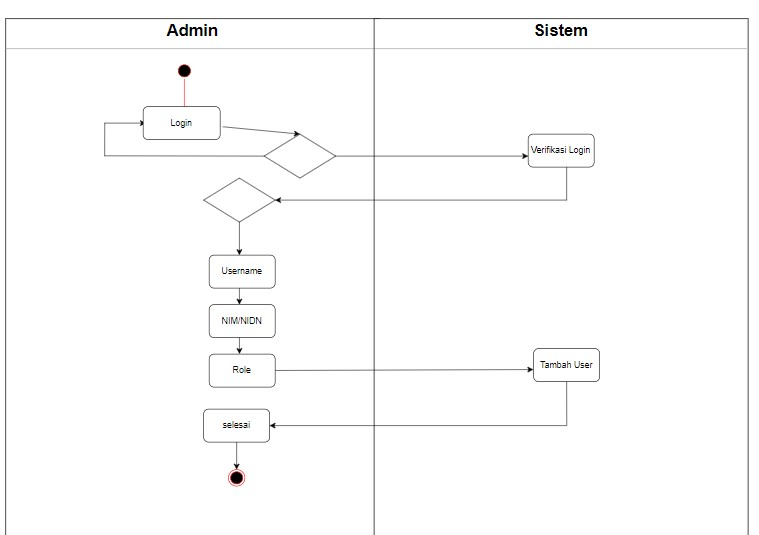 Admin
Sistem
Login
Verifikasi Login
Username
NIM/NIDN
Role
Tambah User
selesai